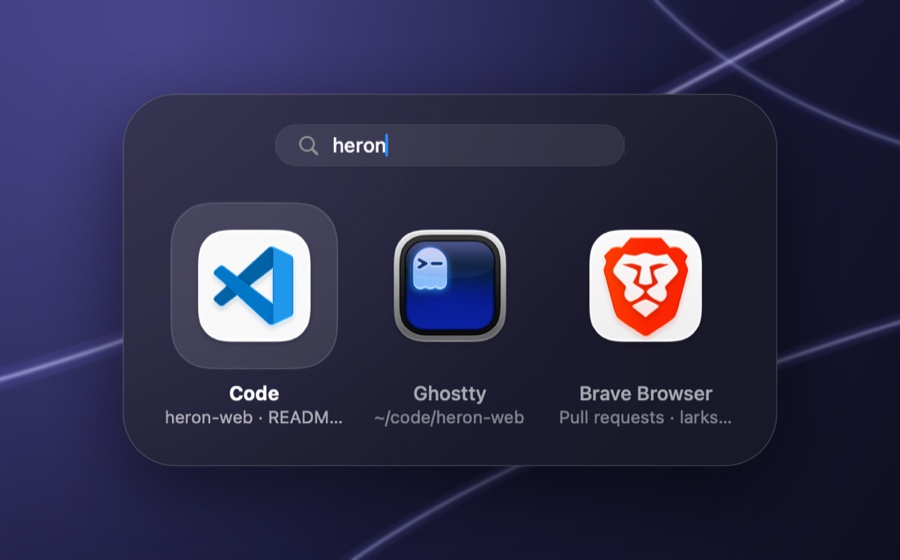 heron
Code
heron-web · READM...
Ghostty
~/code/heron-web
Brave Browser
Pull requests · larks...